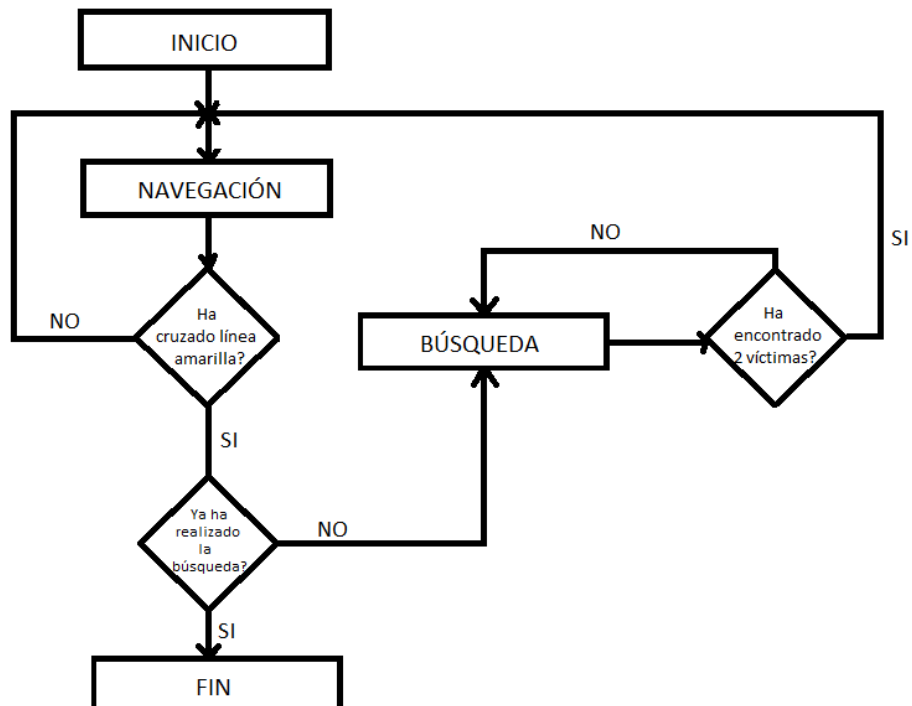 INICIO
NAVEGACIÓN
Ha
cruzado línea
amarilla?
NO
SI
Ya ha
realizado
la
búsqueda?
NO
SI
FIN
BÚSQUEDA
NO
Ha
encontrado
2 víctimas?
SI